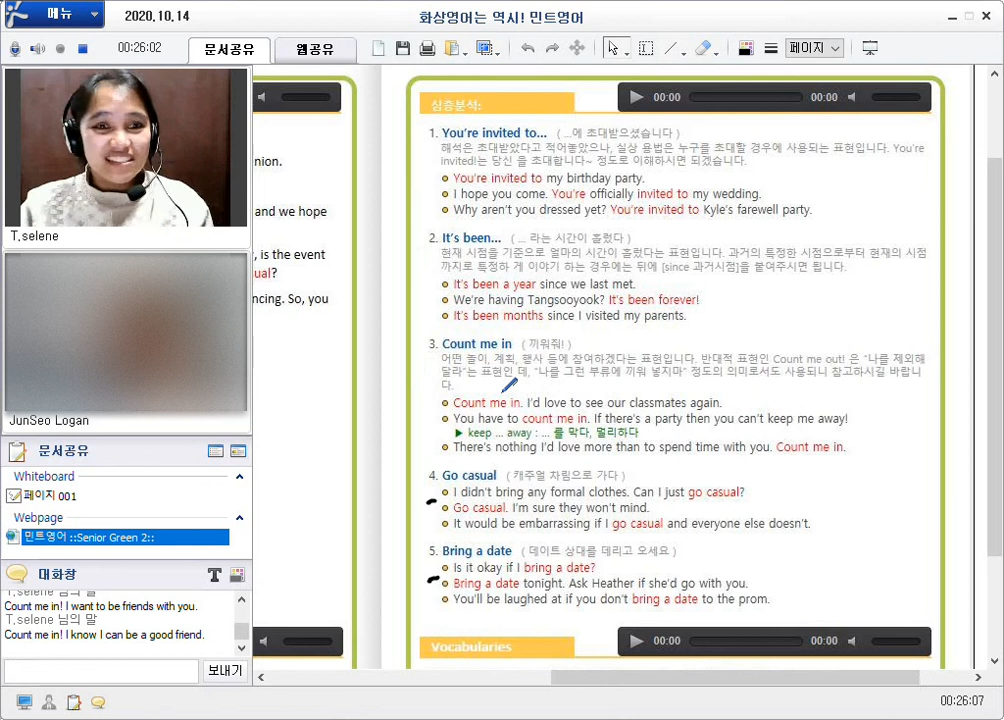 메뉴
2020.10.14
화상영어는 역시! 민트영어
00:26:02
문서공유
웹공유
페이지
T,selene
JunSeo Logan
문서공유
Whiteboard
페이지 001
Webpage
민트영어 ::Senior Green 2::
대화창
Count me in! I want to be friends with you.
T,selene 님의 말
Count me in! I know I can be a good friend.
보내기
nion.
and we hope
, is the event
ual?
ncing. So, you
심층분석:
00:00
00:00
1. You're invited to... ( ...에 초대받으셨습니다 )
해석은 초대받았다고 적어놓았으나, 실상 용법은 누구를 초대할 경우에 사용되는 표현입니다. You're
invited는 당신 을 초대합니다~ 정도로 이해하시면 되겠습니다.
You're invited to my birthday party.
I hope you come. You're officially invited to my wedding.
Why aren't you dressed yet? You're invited to Kyle's farewell party.
2. It's been... ( ... 라는 시간이 흘렀다 )
현재 시점을 기준으로 얼마의 시간이 흘렀다는 표현입니다. 과거의 특정한 시점으로부터 현재의 시점
까지로 특정하 게 이야기 하는 경우에는 뒤에 [since 과거시점]을 붙여주시면 됩니다.
It's been a year since we last met.
We're having Tangsooyook? It's been forever!
It's been months since I visited my parents.
3. Count me in ( 끼워줘! )
어떤 놀이, 계획, 행사 등에 참여하겠다는 표현입니다. 반대적 표현인 Count me out! 은 "나를 제외해
달라"는 표현인 데, "나를 그런 부류에 끼워 넣지마" 정도의 의미로서도 사용되니 참고하시길 바랍니
다.
Count me in. I'd love to see our classmates again.
You have to count me in. If there's a party then you can't keep me away!
▶ keep ... away : ... 를 막다, 멀리하다
There's nothing I'd love more than to spend time with you. Count me in.
4. Go casual ( 캐주얼 차림으로 가다 )
I didn't bring any formal clothes. Can I just go casual?
Go casual. I'm sure they won't mind.
It would be embarrassing if I go casual and everyone else doesn't.
5. Bring a date ( 데이트 상대를 데리고 오세요 )
Is it okay if I bring a date?
Bring a date tonight. Ask Heather if she'd go with you.
You'll be laughed at if you don't bring a date to the prom.
Vocabularies
00:00
00:00
00:26:07